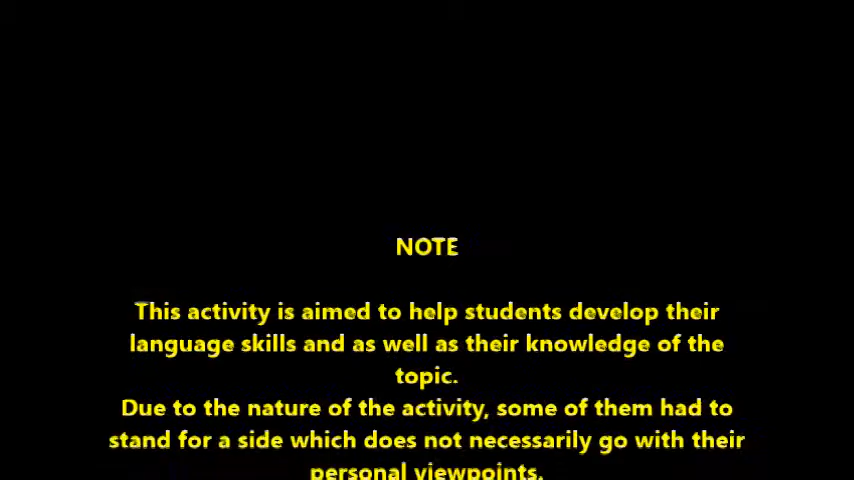 NOTE
This activity is aimed to help students develop their
language skills and as well as their knowledge of the
topic.
Due to the nature of the activity, some of them had to
stand for a side which does not necessarily go with their
personal viewpoints.